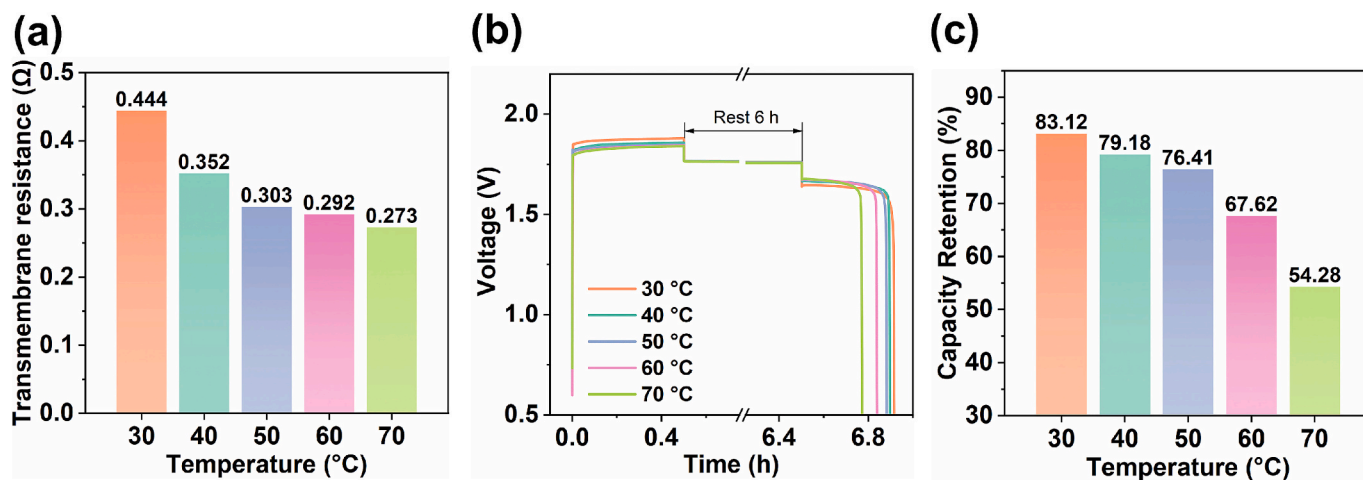 (a)
Transmembrane resistance (Ω)
0.5
0.4
0.3
0.2
0.1
0.0
0.444
0.352
0.303
0.292
0.273
30 40 50 60 70
Temperature (°C)
(b)
Voltage (V)
2.0
1.5
1.0
0.5
Rest 6 h
30 °C
40 °C
50 °C
60 °C
70 °C
0.0 0.4 6.4 6.8
Time (h)
(c)
Capacity Retention (%)
90
80
70
60
50
40
30
83.12
79.18
76.41
67.62
54.28
30 40 50 60 70
Temperature (°C)